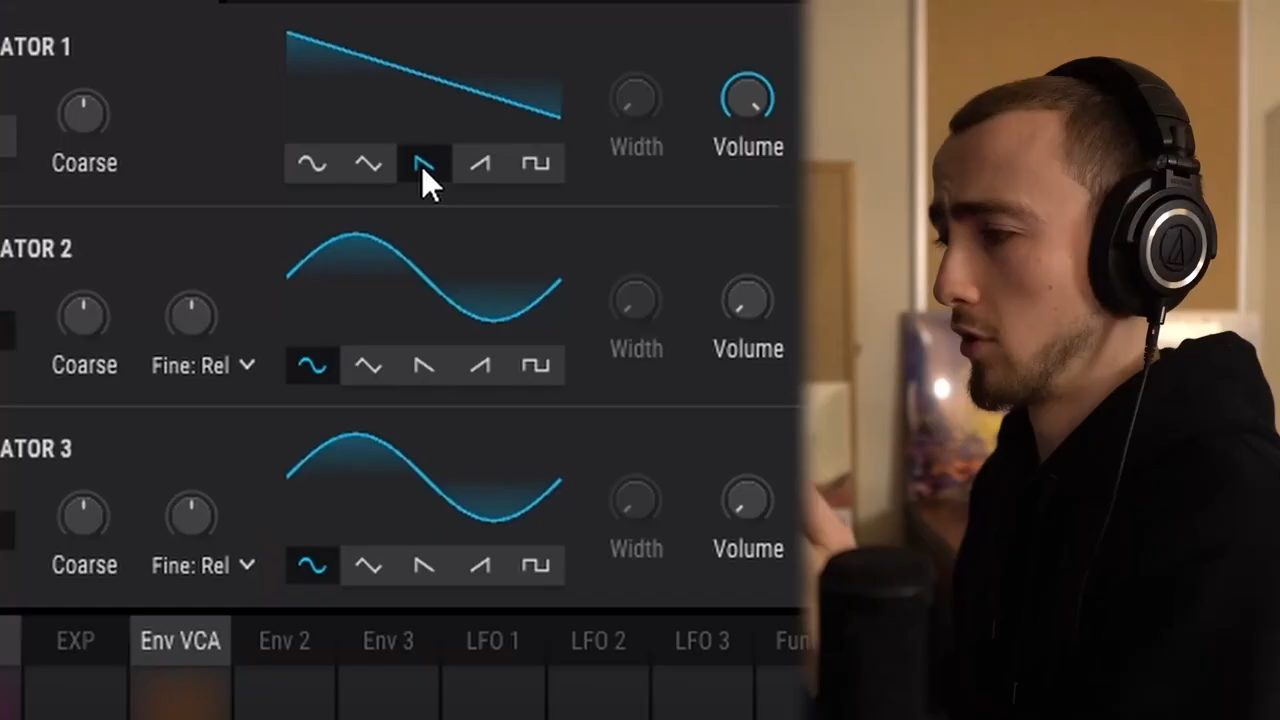 ATOR 1
Coarse
Width
Volume
ATOR 2
Coarse
Fine: Rel
Width
Volume
ATOR 3
Coarse
Fine: Rel
Width
Volume
EXP
Env VCA
Env 2
Env 3
LFO 1
LFO 2
LFO 3
Fun